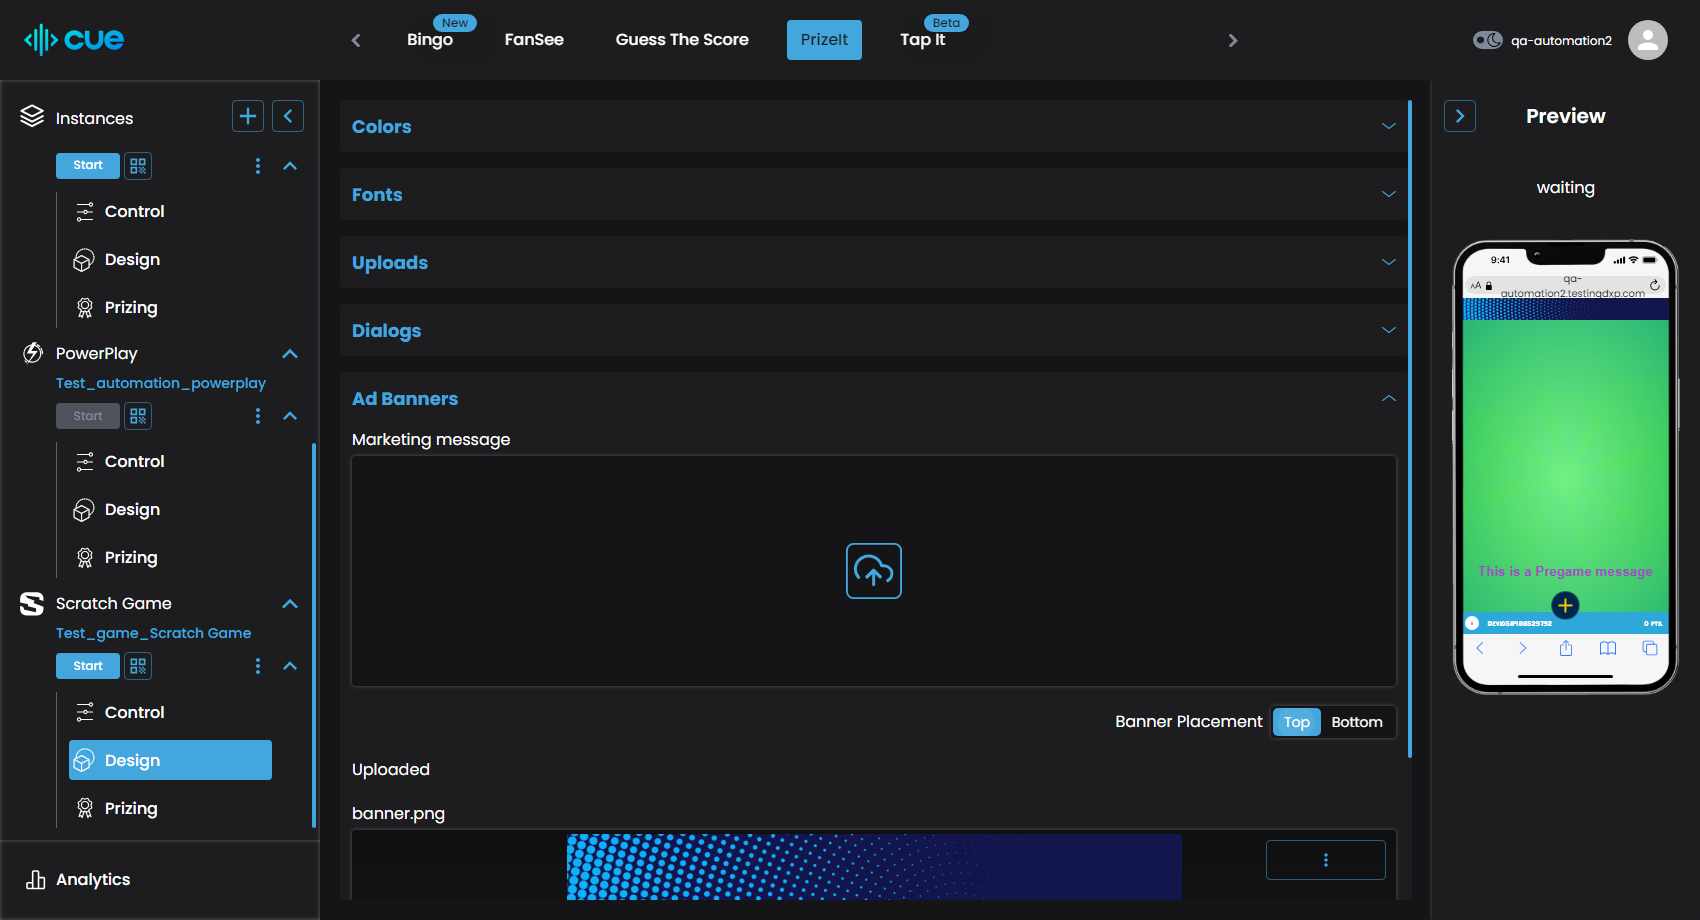 cue
Bingo
New
FanSee
Guess The Score
PrizeIt
Tap It
Beta
qa-automation2
Instances
Start
Control
Design
Prizing
PowerPlay
Test_automation_powerplay
Start
Control
Design
Prizing
Scratch Game
Test_game_Scratch Game
Start
Control
Design
Prizing
Analytics
Colors
Fonts
Uploads
Dialogs
Ad Banners
Marketing message
Banner Placement Top Bottom
Uploaded
banner.png
Preview
waiting
9:41
AA
qa-
automation2.testingdxp.com
This is a Pregame message
0 PTS.